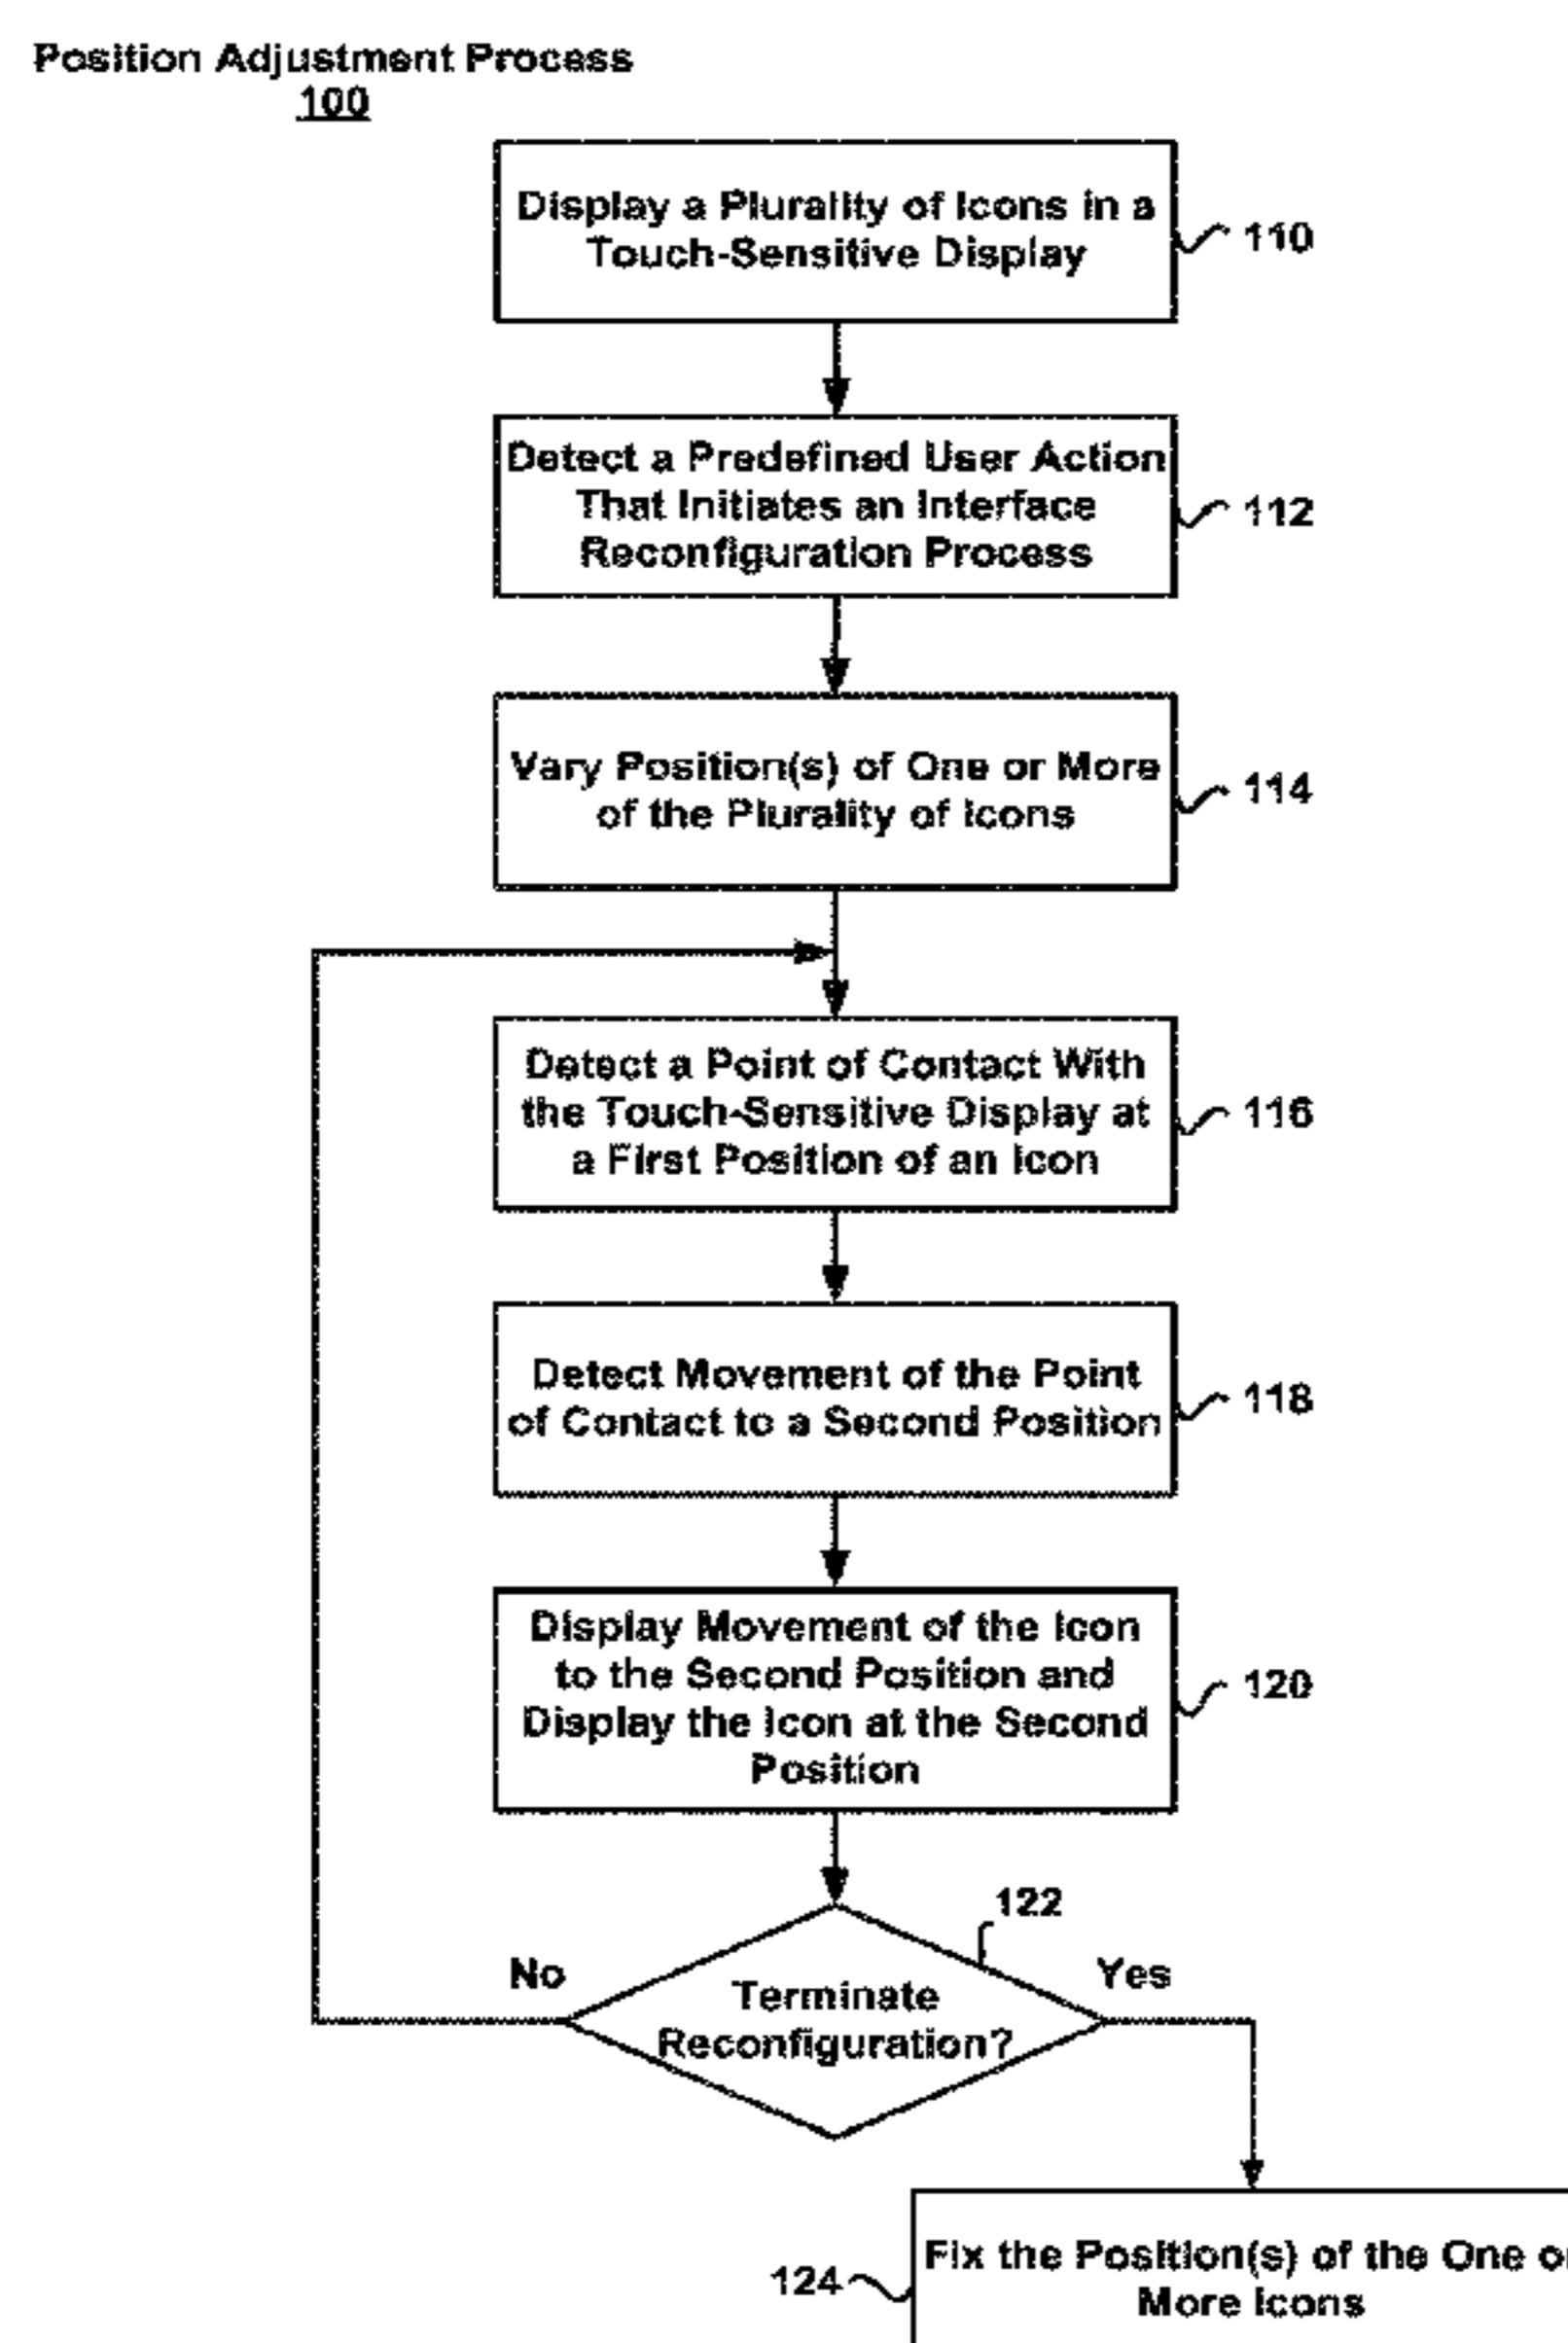 Position Adjustment Process
100
Display a Plurality of Icons in a
Touch-Sensitive Display
110
Detect a Predefined User Action
That Initiates an Interface
Reconfiguration Process
112
Vary Position(s) of One or More
of the Plurality of Icons
114
Detect a Point of Contact With
the Touch-Sensitive Display at
a First Position of an Icon
116
Detect Movement of the Point
of Contact to a Second Position
118
Display Movement of the Icon
to the Second Position and
Display the Icon at the Second
Position
120
122
No
Yes
Terminate
Reconfiguration?
Fix the Position(s) of the One
More Icons
124